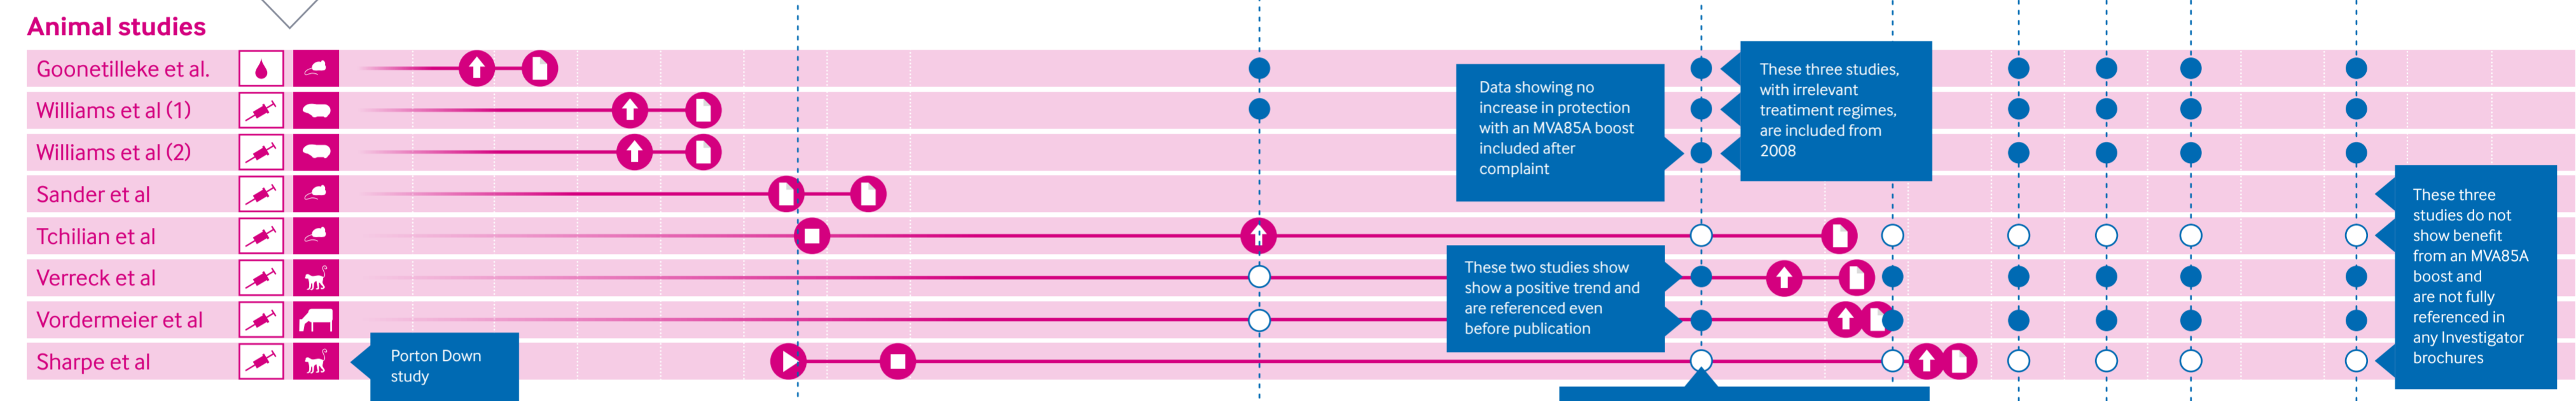 Animal studies
Goonetilleke et al.
Williams et al (1)
Williams et al (2)
Sander et al
Tchilian et al
Verreck et al
Vordermeier et al
Sharpe et al
Porton Down
study
Data showing no
increase in protection
with an MVA85A boost
included after
complaint
These three studies,
with irrelevant
treatiment regimes,
are included from
2008
These two studies show
show a positive trend and
are referenced even
before publication
These three
studies do not
show benefit
from an MVA85A
boost and
are not fully
referenced in
any Investigator
brochures